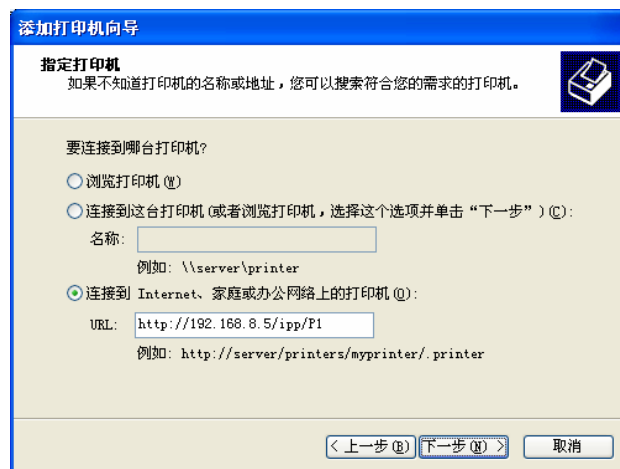 添加打印机向导
指定打印机
如果不知道打印机的名称或地址，您可以搜索符合您的需求的打印机。
要连接到哪台打印机?
浏览打印机(W)
连接到这台打印机(或者浏览打印机，选择这个选项并单击“下一步”)(C):
名称:
例如: \\server\printer
连接到 Internet、家庭或办公网络上的打印机(O):
URL: http://192.168.8.5/ipp/P1
例如: http://server/printers/myprinter/.printer
< 上一步(B) 下一步(N) > 取消